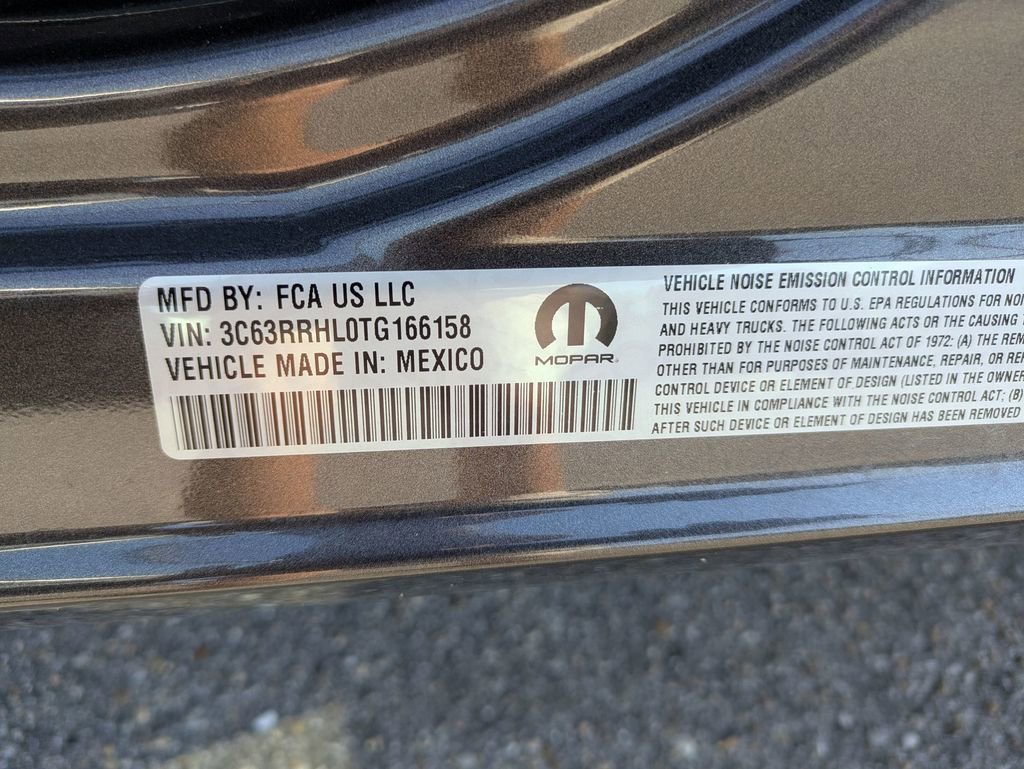 MFD BY: FCA US LLC
VIN: 3C63RRHL0TG166158
VEHICLE MADE IN: MEXICO
MOPAR
VEHICLE NOISE EMISSION CONTROL INFORMATION
THIS VEHICLE CONFORMS TO U.S. EPA REGULATIONS FOR
AND HEAVY TRUCKS. THE FOLLOWING ACTS OR THE CAUSING
PROHIBITED BY THE NOISE CONTROL ACT OF 1972: (A) THE
OTHER THAN FOR PURPOSES OF MAINTENANCE, REPAIR, OR
CONTROL DEVICE OR ELEMENT OF DESIGN (LISTED IN THE
THIS VEHICLE IN COMPLIANCE WITH THE NOISE CONTROL ACT; (B)
AFTER SUCH DEVICE OR ELEMENT OF DESIGN HAS BEEN REMOVED